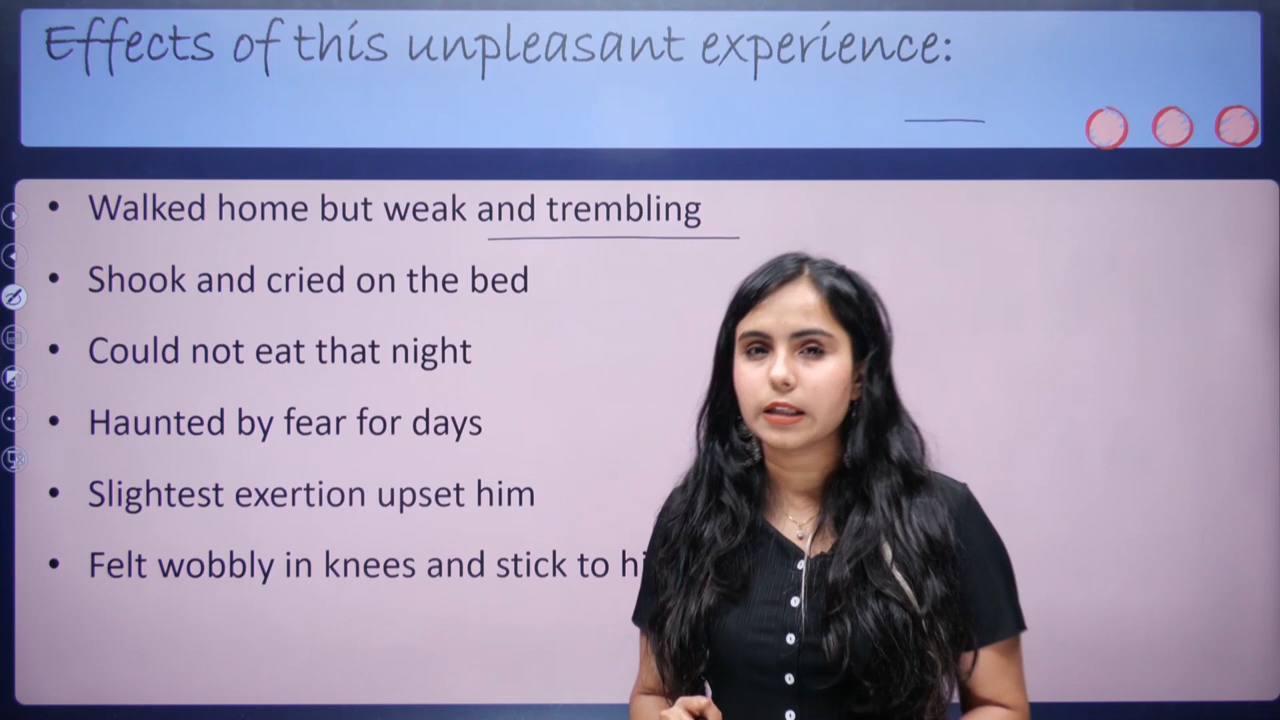 Effects of this unpleasant experience:
• Walked home but weak and trembling
• Shook and cried on the bed
• Could not eat that night
• Haunted by fear for days
• Slightest exertion upset him
• Felt wobbly in knees and stick to